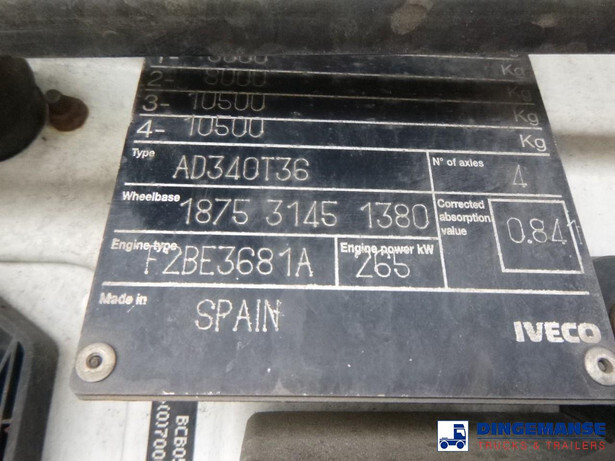 2- 8000
3- 10500 Kg
4- 10500 Kg
Type AD340T36 N° of axles 4
Wheelbase 1875 3145 1380 Corrected absorption value 0.841
Engine type F2BE3681A Engine power kW 265
Made in SPAIN
IVECO
DINGEMANSE
TRUCKS & TRAILERS